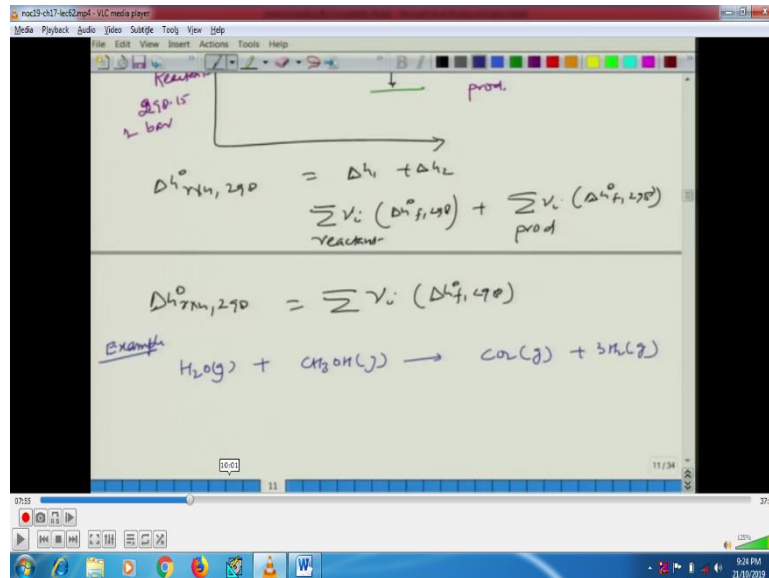 noc19-ch17-lec62.mp4 - VLC media player
Media Playback Audio Video Subtitle Tools View Help
File Edit View Insert Actions Tools Help
Reactant
298.15
1 bar
prod.
Δh°rxn, 298 = Δh₁ + Δh₂
∑ νi (Δh°f, 298) + ∑ νi (Δh°f, 298)
reactant prod
Δh°rxn, 298 = ∑ νi (Δh°f, 298)
Example
H₂O(g) + CH₃OH(g) → CO₂(g) + 3H₂(g)
10:01
11/34
11
07:55
125%
9:24 PM
21/10/2019